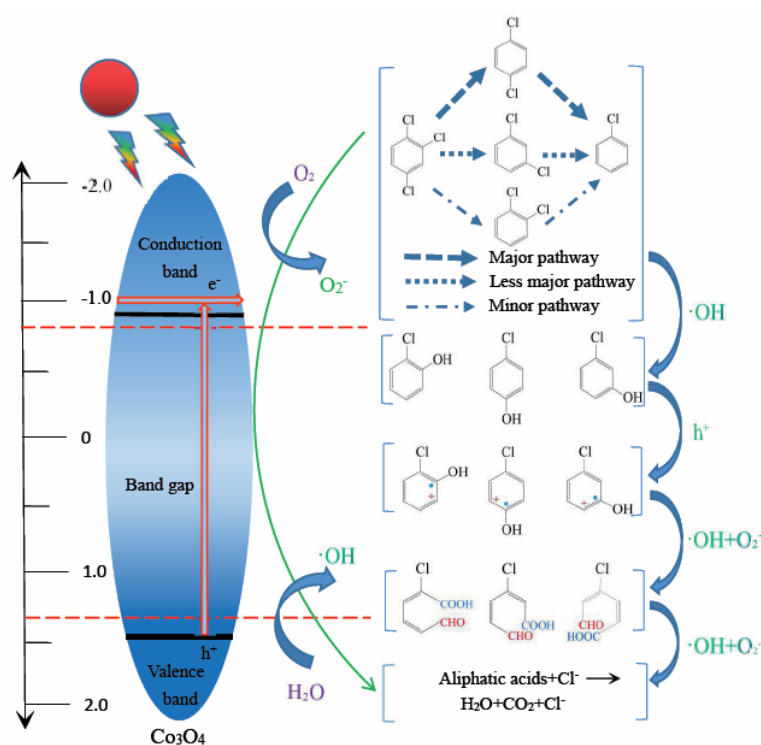 -2.0
-1.0
0
1.0
2.0
Conduction
band
e⁻
Band gap
h⁺
Valence
band
Co₃O₄
O₂
O₂⁻
·OH
H₂O
Cl
Cl
Cl
Cl
Cl
Cl
Cl
Cl
Cl
Cl
Major pathway
Less major pathway
Minor pathway
·OH
Cl
OH
Cl
OH
Cl
OH
h⁺
Cl
OH
Cl
OH
Cl
OH
·OH+O₂⁻
Cl
COOH
CHO
Cl
COOH
CHO
Cl
CHO
HOOC
·OH+O₂⁻
Aliphatic acids+Cl⁻
H₂O+CO₂+Cl⁻